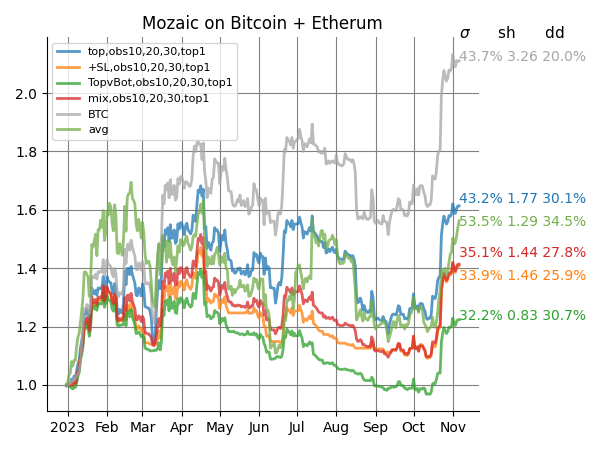 Mozaic on Bitcoin + Etherum
σ sh dd
top,obs10,20,30,top1
+SL,obs10,20,30,top1
TopvBot,obs10,20,30,top1
mix,obs10,20,30,top1
BTC
avg
43.7% 3.26 20.0%
43.2% 1.77 30.1%
53.5% 1.29 34.5%
35.1% 1.44 27.8%
33.9% 1.46 25.9%
32.2% 0.83 30.7%
2.0
1.8
1.6
1.4
1.2
1.0
2023 Feb Mar Apr May Jun Jul Aug Sep Oct Nov